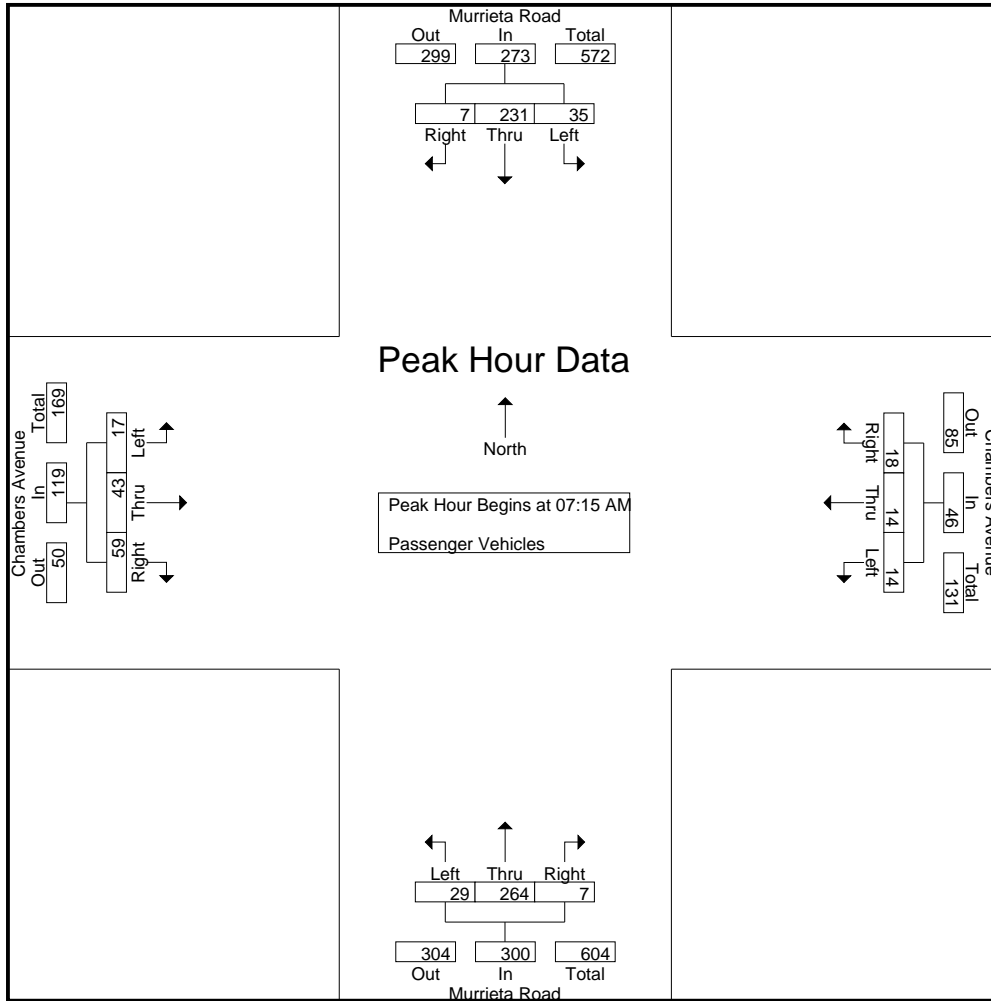 Murrieta Road
Out In Total
299 273 572
7 231 35
Right Thru Left
Peak Hour Data
North
Peak Hour Begins at 07:15 AM
Passenger Vehicles
Chambers Avenue
Total In Out
169 119 50
17 43 59
Left Thru Right
Right Thru Left
18 14 14
Out In Total
85 46 131
Chambers Avenue
Left Thru Right
29 264 7
304 300 604
Out In Total
Murrieta Road